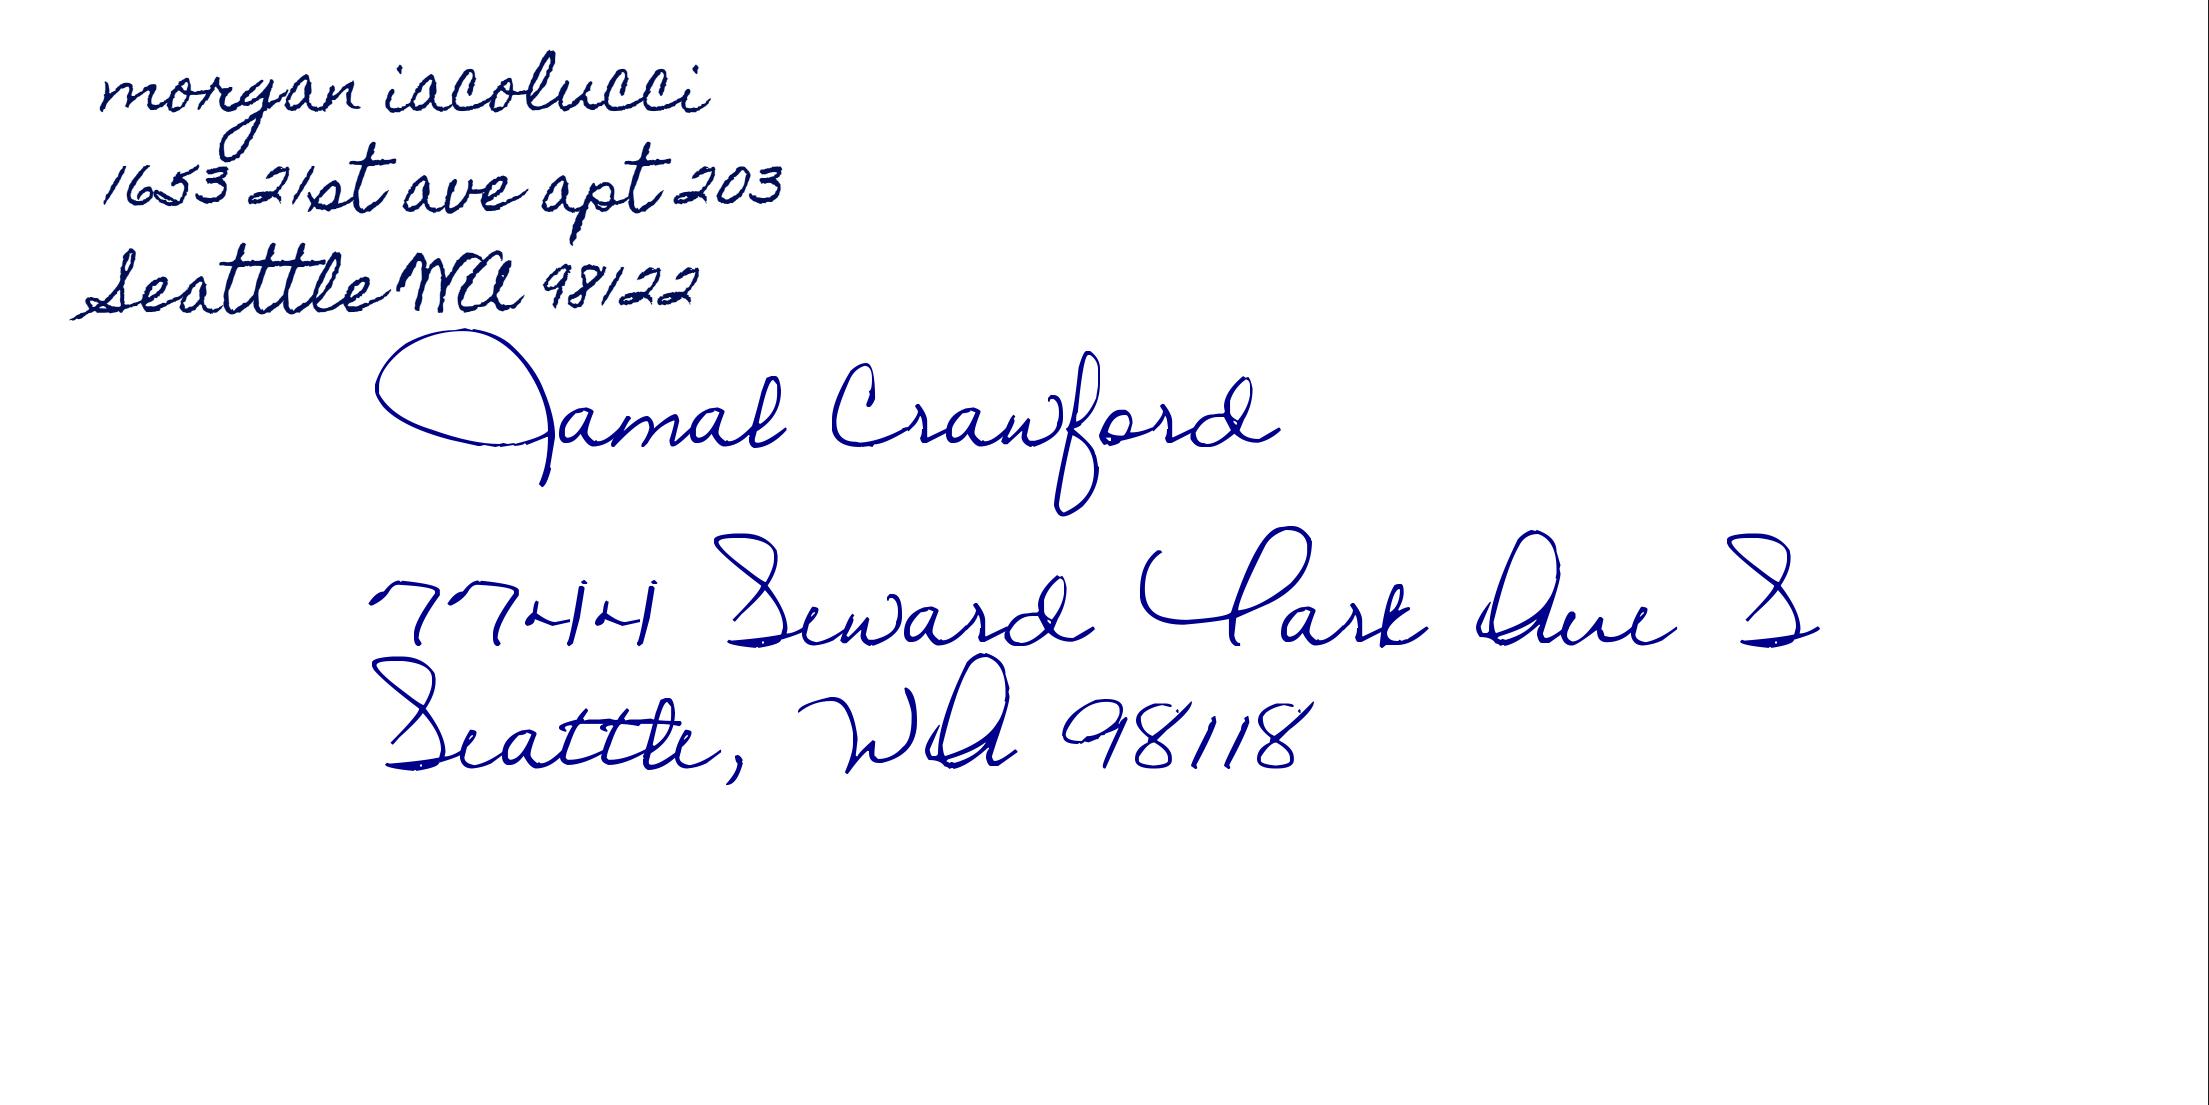 morgan iacolucci
1653 21st ave apt 203
Seatttle WA 98122
Jamal Crawford
7744 Seward Park Ave S
Seattle, WA 98118